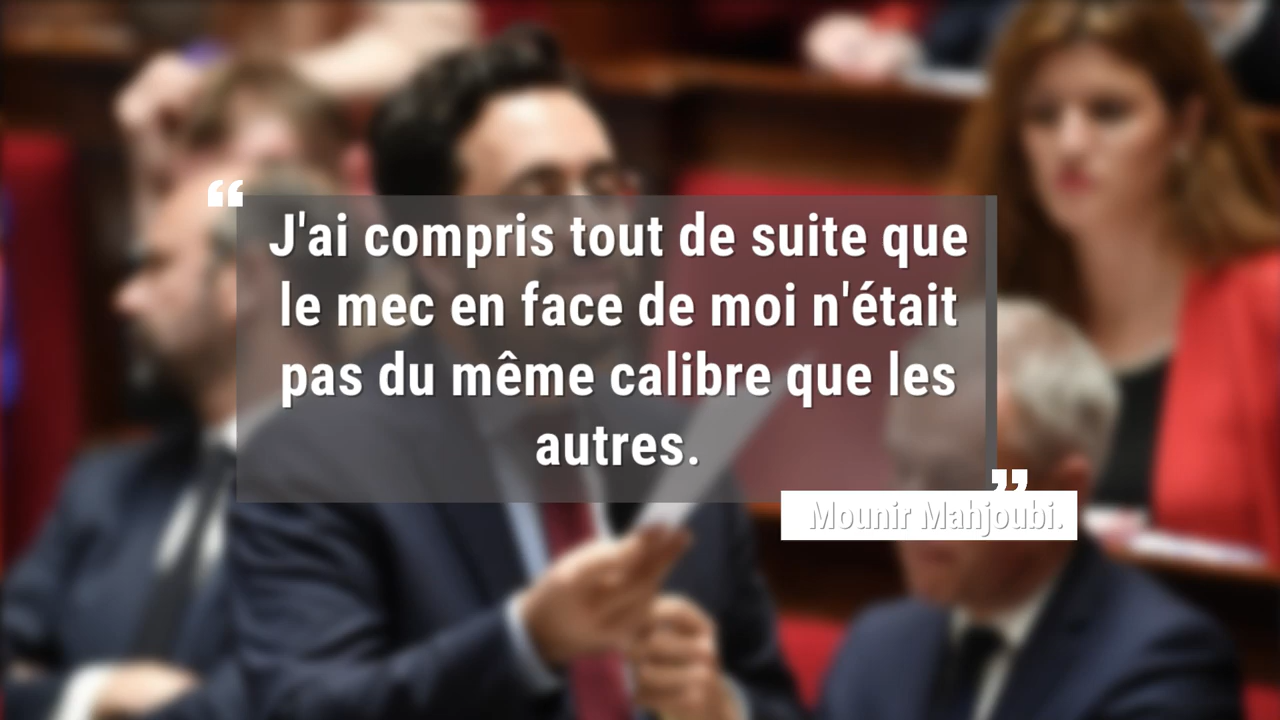 “
J'ai compris tout de suite que
le mec en face de moi n'était
pas du même calibre que les
autres.
”
Mounir Mahjoubi.